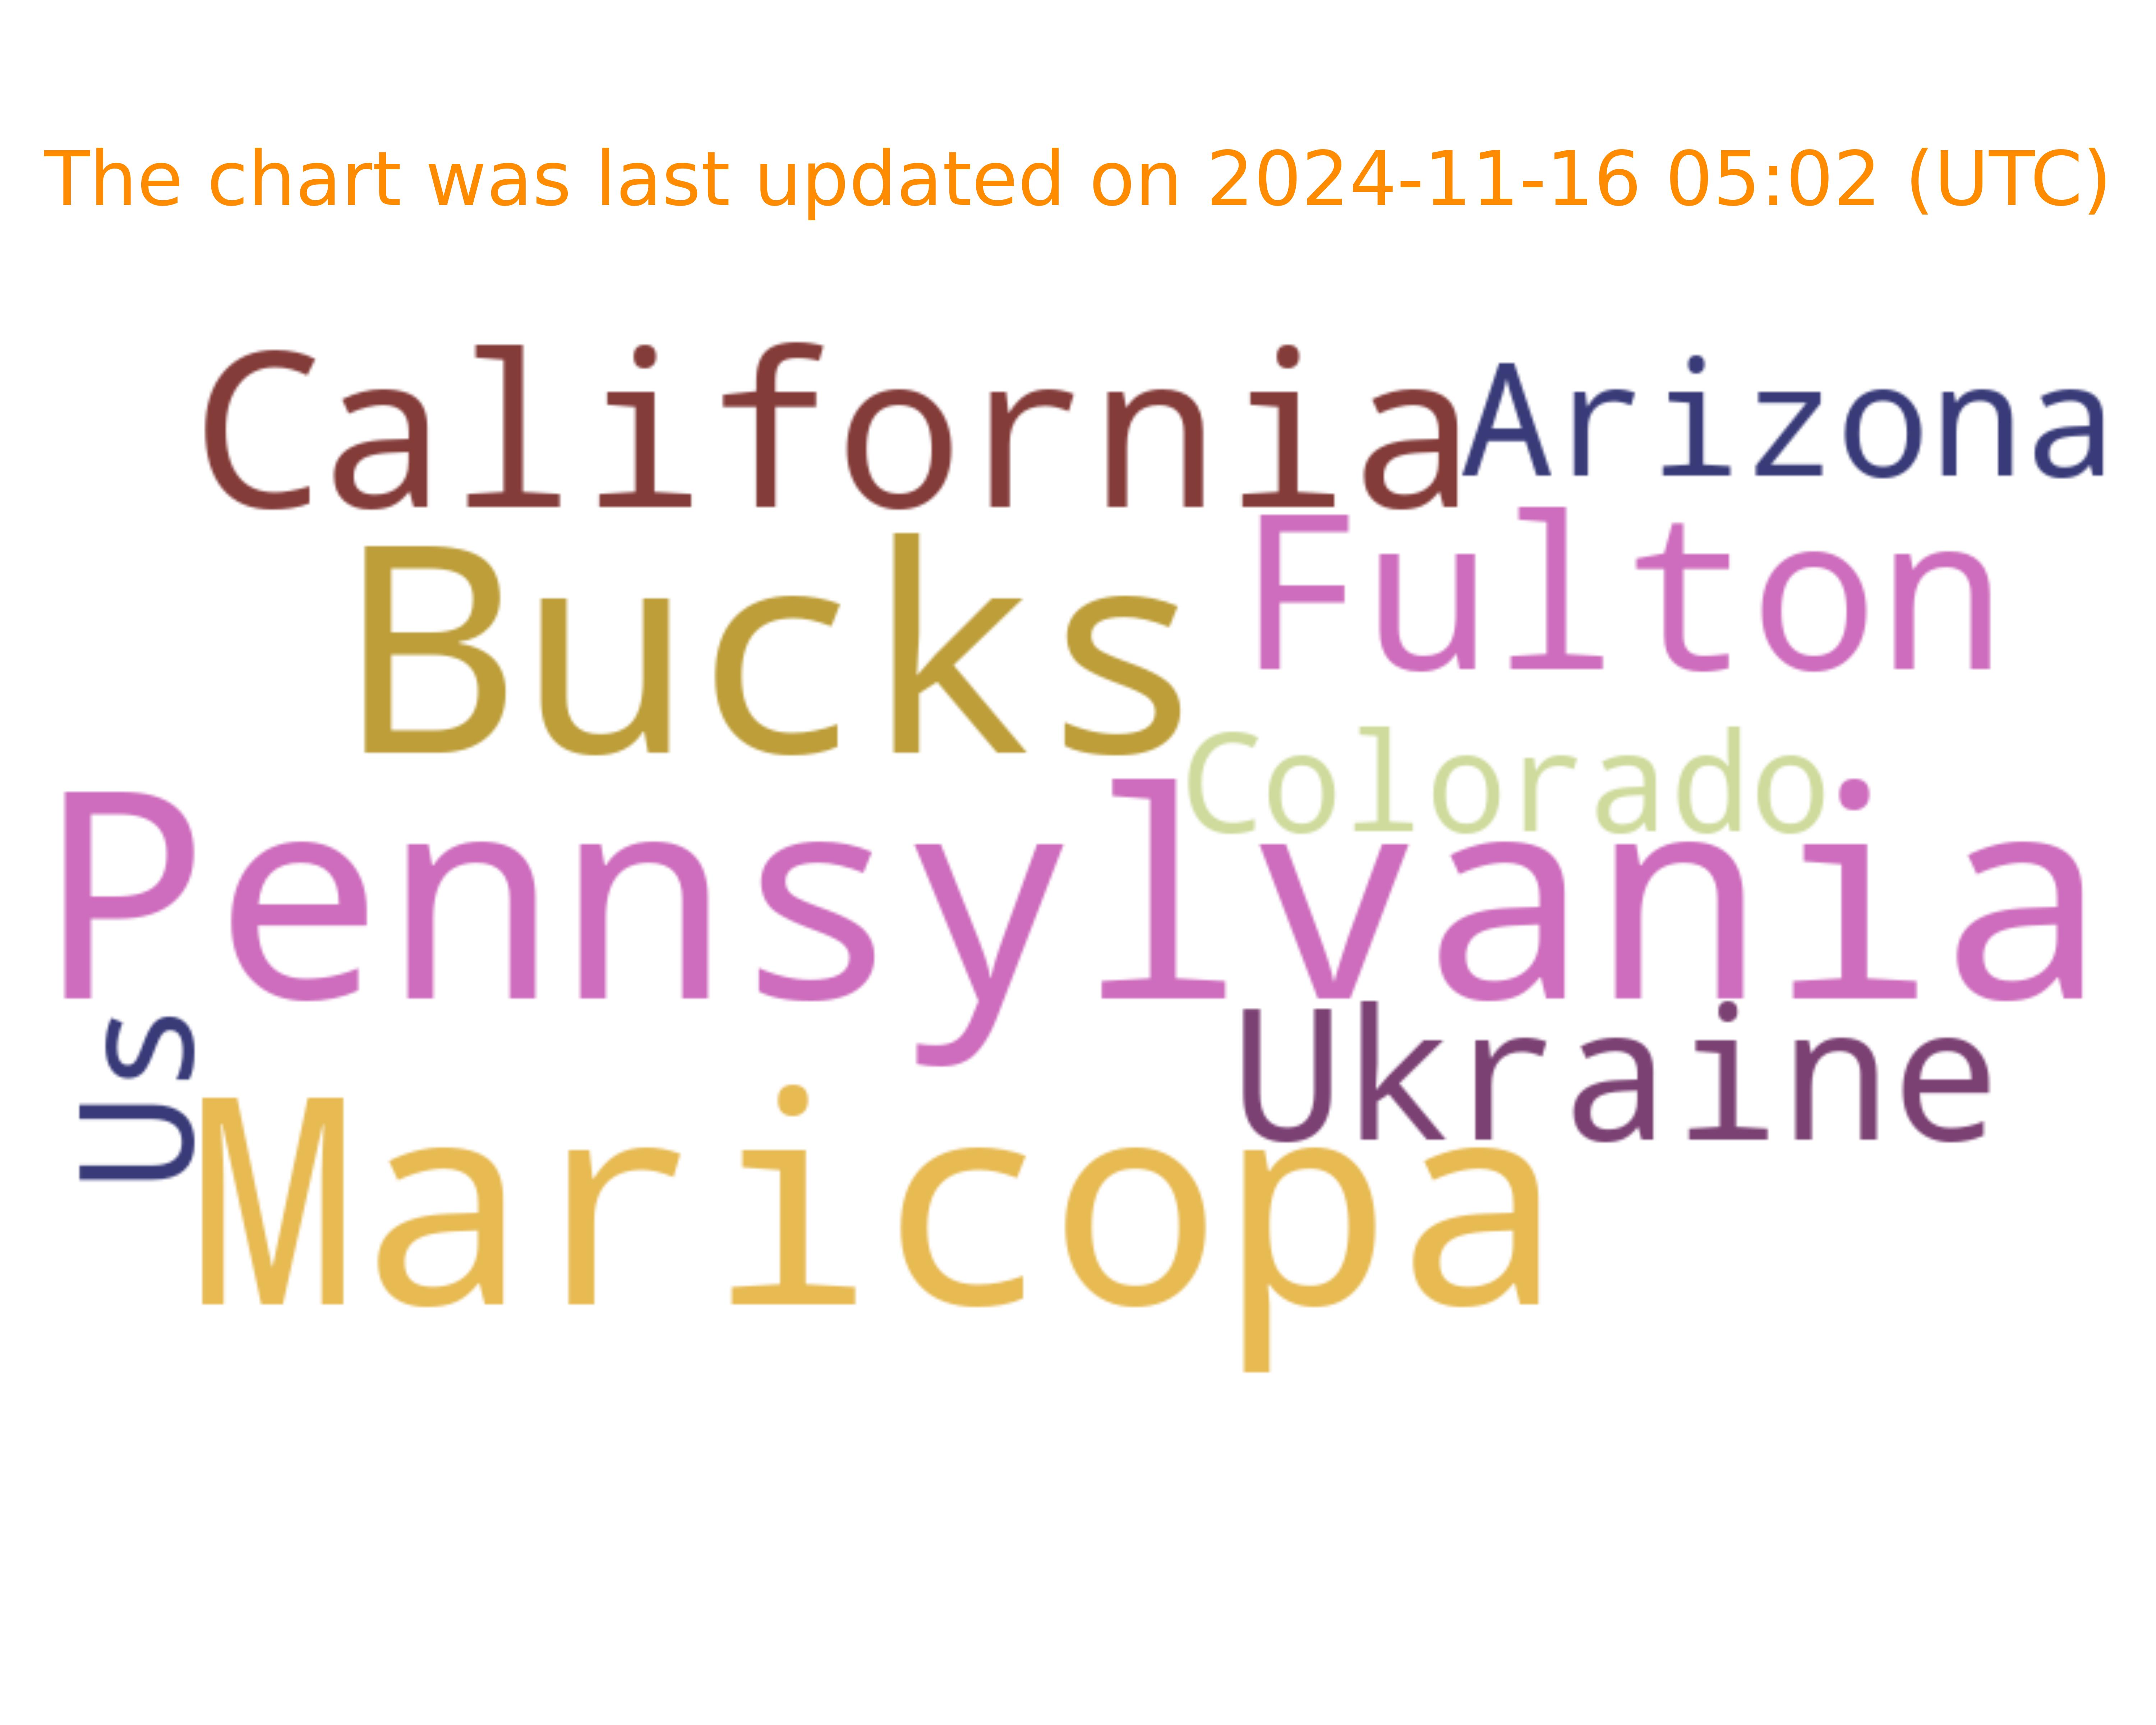 The chart was last updated on 2024-11-16 05:02 (UTC)
California
Arizona
Bucks
Fulton
Colorado
Pennsylvania
Us
Ukraine
Maricopa